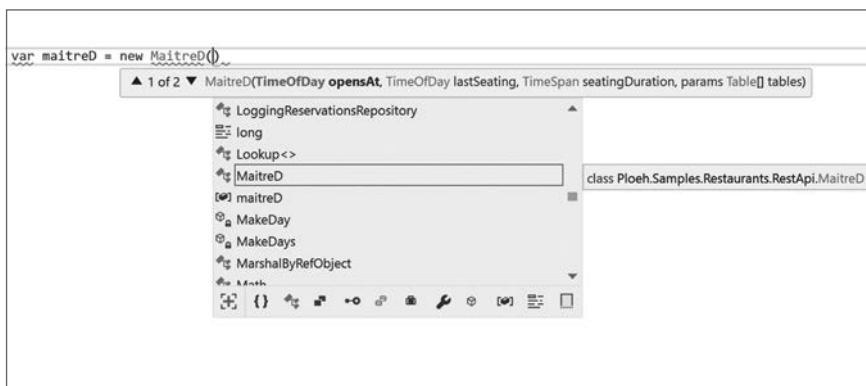 var maitreD = new MaitreD()
▲ 1 of 2 ▼ MaitreD(TimeOfDay opensAt, TimeOfDay lastSeating, TimeSpan seatingDuration, params Table[] tables)
LoggingReservationsRepository
long
Lookup<>
MaitreD
class Ploeh.Samples.Restaurants.RestApi.MaitreD
maitreD
MakeDay
MakeDays
MarshalByRefObject
Math